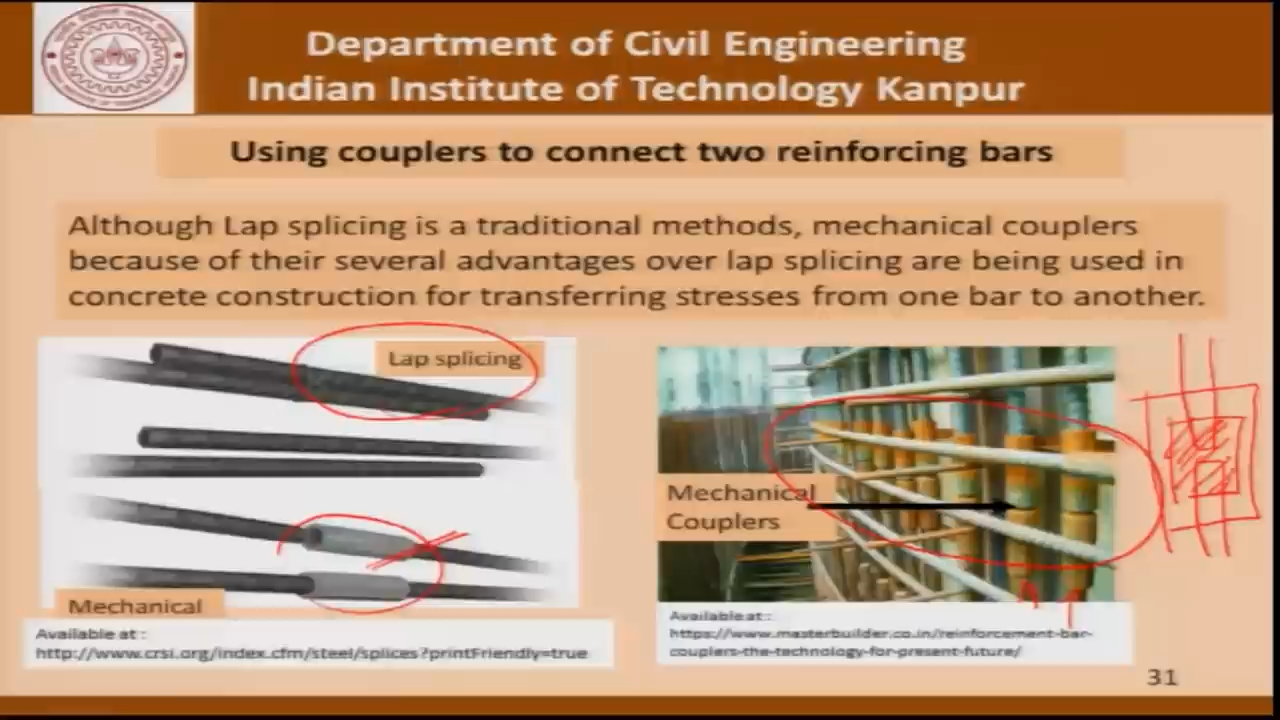 Department of Civil Engineering
Indian Institute of Technology Kanpur
Using couplers to connect two reinforcing bars
Although Lap splicing is a traditional methods, mechanical couplers
because of their several advantages over lap splicing are being used in
concrete construction for transferring stresses from one bar to another.
Lap splicing
Mechanical
Available at :
http://www.crsi.org/index.cfm/steel/splices?printFriendly=true
Mechanical
Couplers
Available at :
https://www.masterbuilder.co.in/reinforcement-bar-
couplers-the-technology-for-present-future/
31